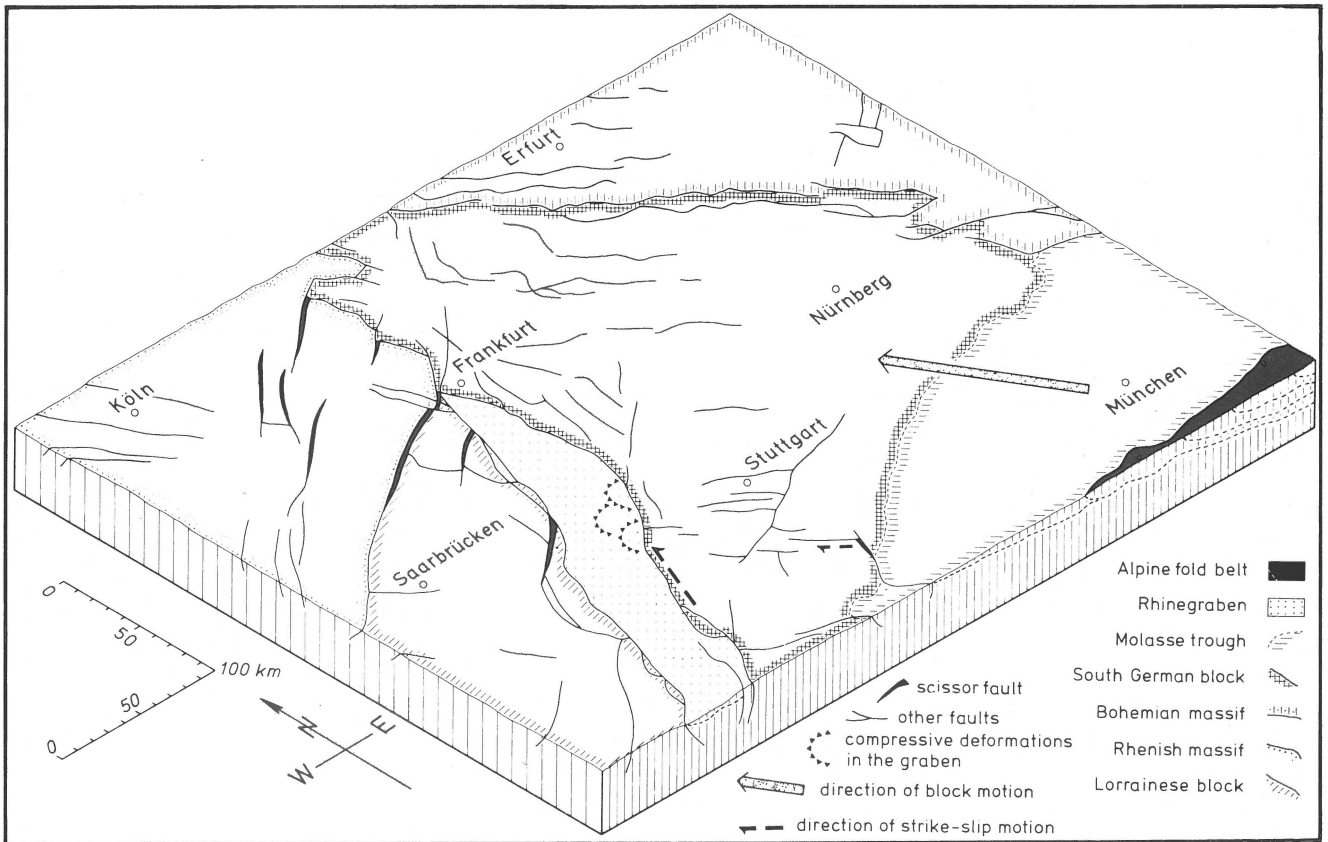 Erfurt
Nürnberg
Frankfurt
Köln
München
Stuttgart
Saarbrücken
0
50
100 km
50
0
N
E
W
scissor fault
other faults
compressive deformations
in the graben
direction of block motion
direction of strike-slip motion
Alpine fold belt
Rhinegraben
Molasse trough
South German block
Bohemian massif
Rhenish massif
Lorrainese block